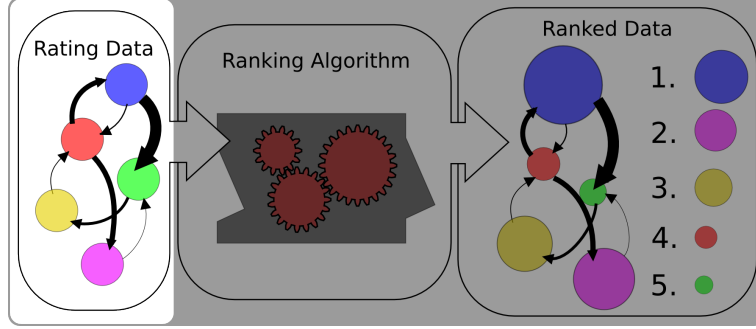 Rating Data
Ranking Algorithm
Ranked Data
1.
2.
3.
4.
5.